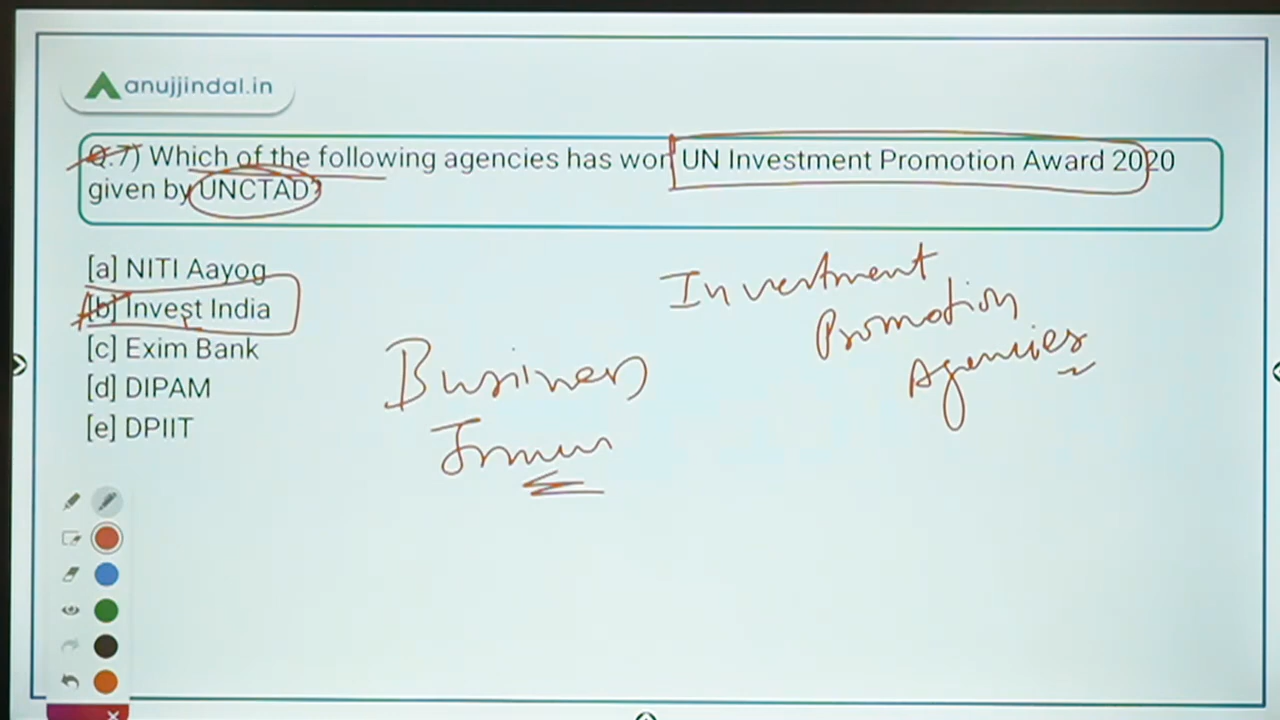 anujjindal.in
Q.7) Which of the following agencies has won UN Investment Promotion Award 2020
given by UNCTAD?
[a] NITI Aayog
[b] Invest India
[c] Exim Bank
[d] DIPAM
[e] DPIIT
Investment
Promotion
Agencies
Business